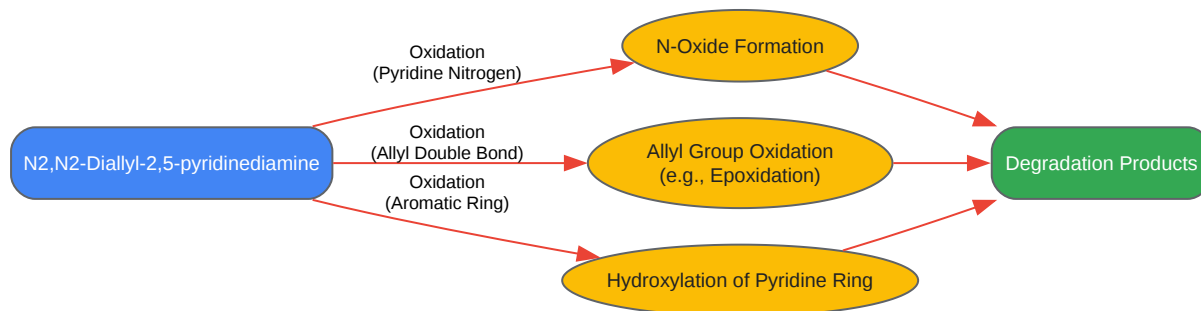 N2,N2-Diallyl-2,5-pyridinediamine
Oxidation
(Pyridine Nitrogen)
Oxidation
(Allyl Double Bond)
Oxidation
(Aromatic Ring)
N-Oxide Formation
Allyl Group Oxidation
(e.g., Epoxidation)
Hydroxylation of Pyridine Ring
Degradation Products